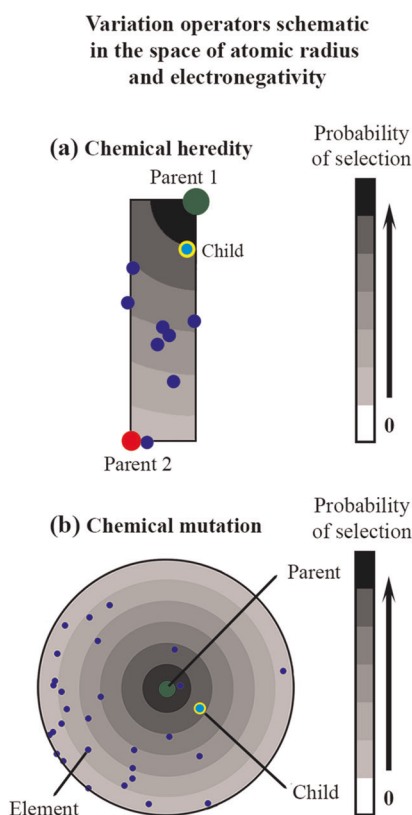 Variation operators schematic
in the space of atomic radius
and electronegativity
(a) Chemical heredity
Parent 1
Child
Parent 2
Probability
of selection
0
(b) Chemical mutation
Parent
Child
Element
Probability
of selection
0